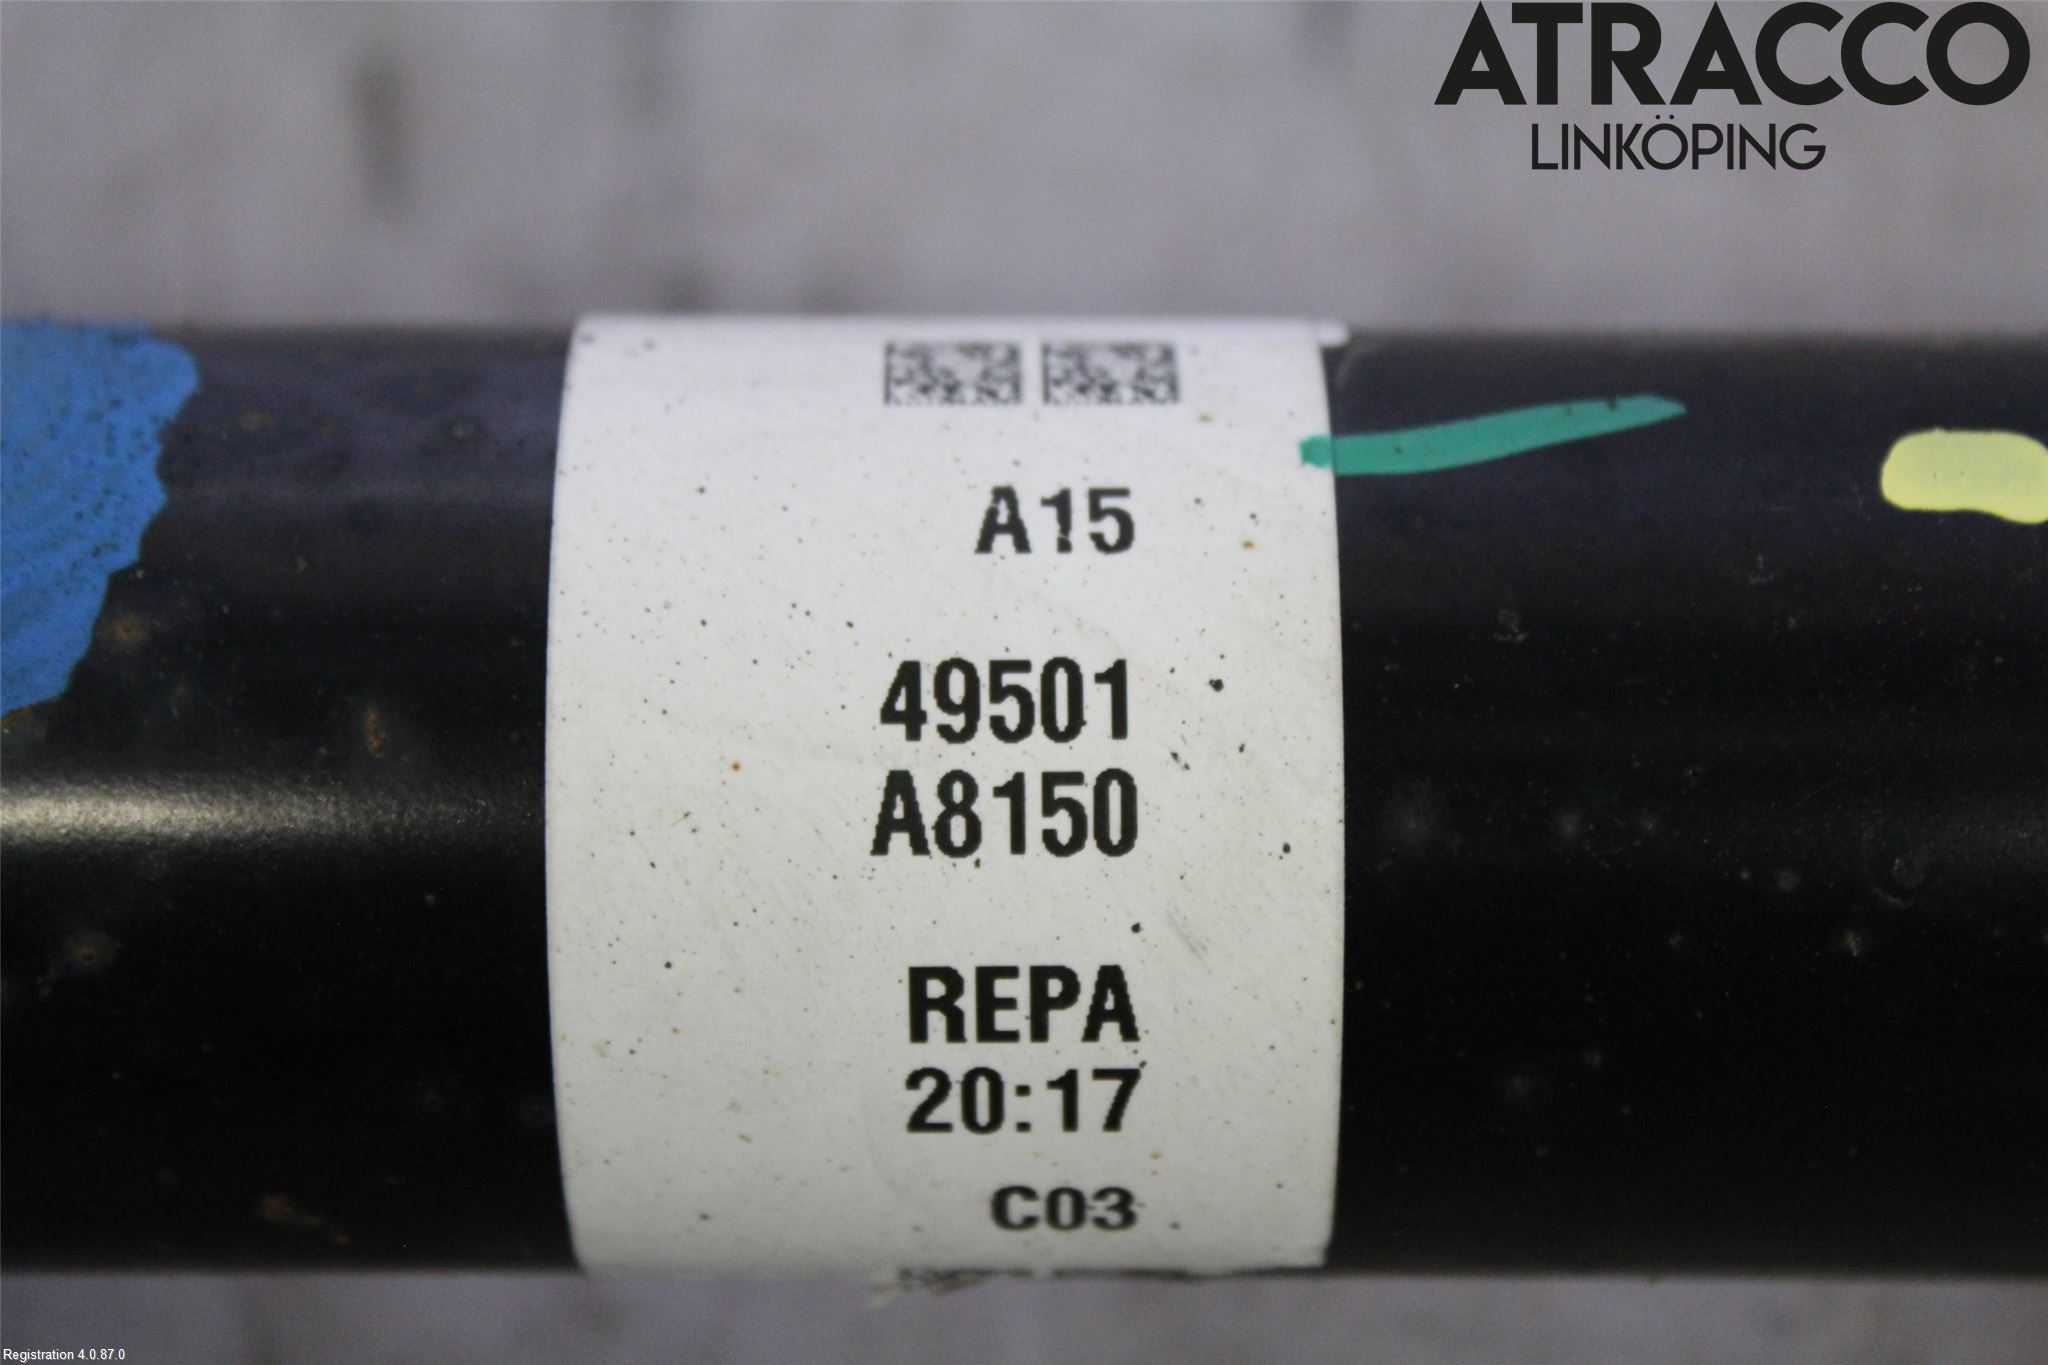 ATRACCO
LINKÖPING
A15
49501
A8150
REPA
20:17
C03
Registration 4.0.87.0